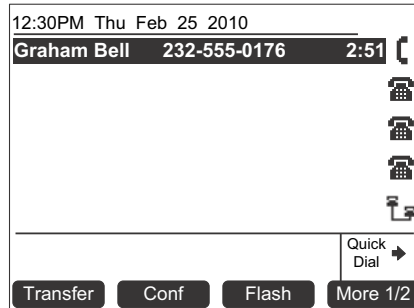 12:30PM Thu Feb 25 2010
Graham Bell 232-555-0176 2:51
Quick
Dial
Transfer Conf Flash More 1/2